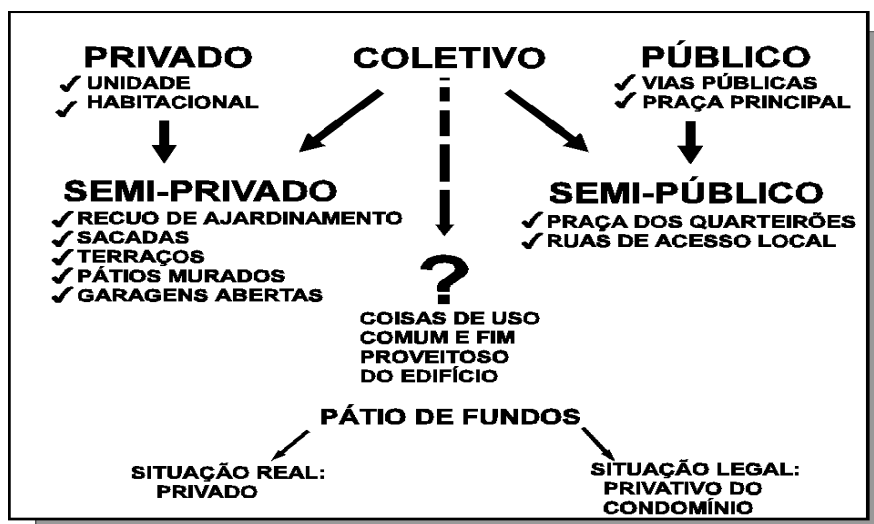 PRIVADO
UNIDADE
HABITACIONAL
COLETIVO
PÚBLICO
VIAS PÚBLICAS
PRAÇA PRINCIPAL
SEMI-PRIVADO
RECUO DE AJARDINAMENTO
SACADAS
TERRAÇOS
PÁTIOS MURADOS
GARAGENS ABERTAS
SEMI-PÚBLICO
PRAÇA DOS QUARTEIRÕES
RUAS DE ACESSO LOCAL
?
COISAS DE USO
COMUM E FIM
PROVEITOSO
DO EDIFÍCIO
PÁTIO DE FUNDOS
SITUAÇÃO REAL:
PRIVADO
SITUAÇÃO LEGAL:
PRIVATIVO DO
CONDOMÍNIO